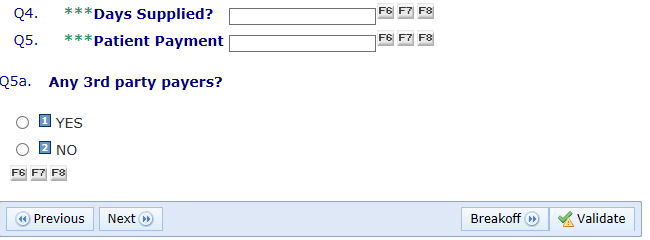 Q4. ***Days Supplied? F6 F7 F8
Q5. ***Patient Payment F6 F7 F8
Q5a. Any 3rd party payers?
1 YES
2 NO
F6 F7 F8
Previous Next Breakoff Validate